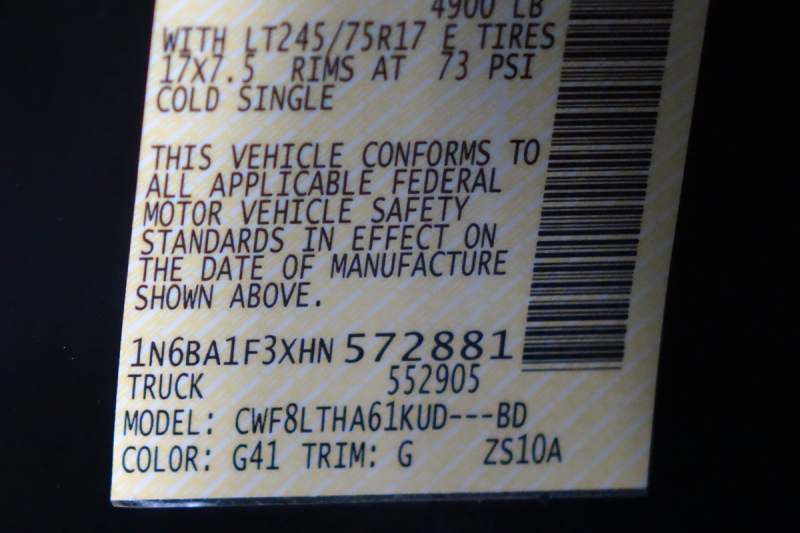 4900 LB
WITH LT245/75R17 E TIRES
17X7.5 RIMS AT 73 PSI
COLD SINGLE
THIS VEHICLE CONFORMS TO
ALL APPLICABLE FEDERAL
MOTOR VEHICLE SAFETY
STANDARDS IN EFFECT ON
THE DATE OF MANUFACTURE
SHOWN ABOVE.
1N6BA1F3XHN572881
TRUCK 552905
MODEL: CWF8LTHA61KUD---BD
COLOR: G41 TRIM: G ZS10A